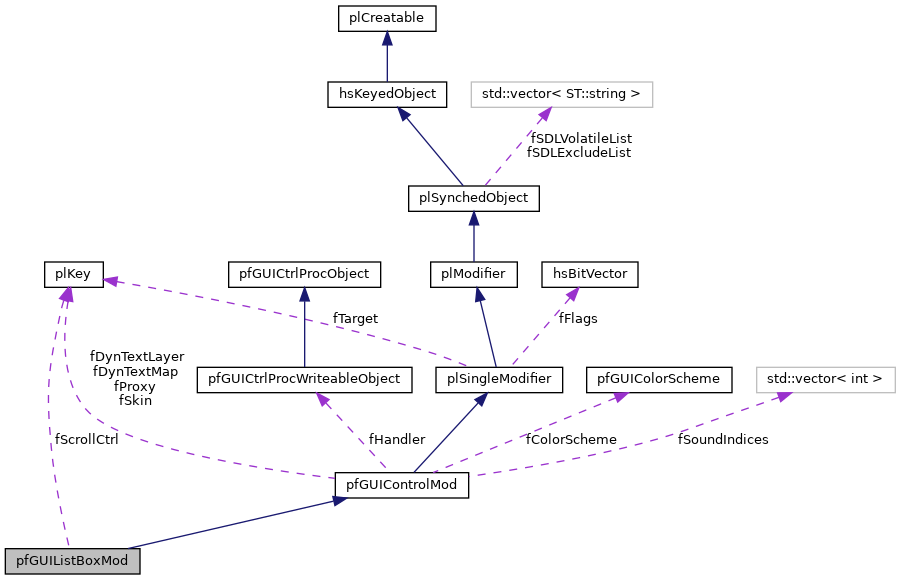 plCreatable
hsKeyedObject
std::vector< ST::string >
fSDLVolatileList
fSDLExcludeList
plSynchedObject
plKey
pfGUICtrlProcObject
plModifier
hsBitVector
fTarget
fFlags
fDynTextLayer
fDynTextMap
fProxy
fSkin
pfGUICtrlProcWriteableObject
plSingleModifier
pfGUIColorScheme
std::vector< int >
fScrollCtrl
fHandler
fColorScheme
fSoundIndices
pfGUIControlMod
pfGUIListBoxMod